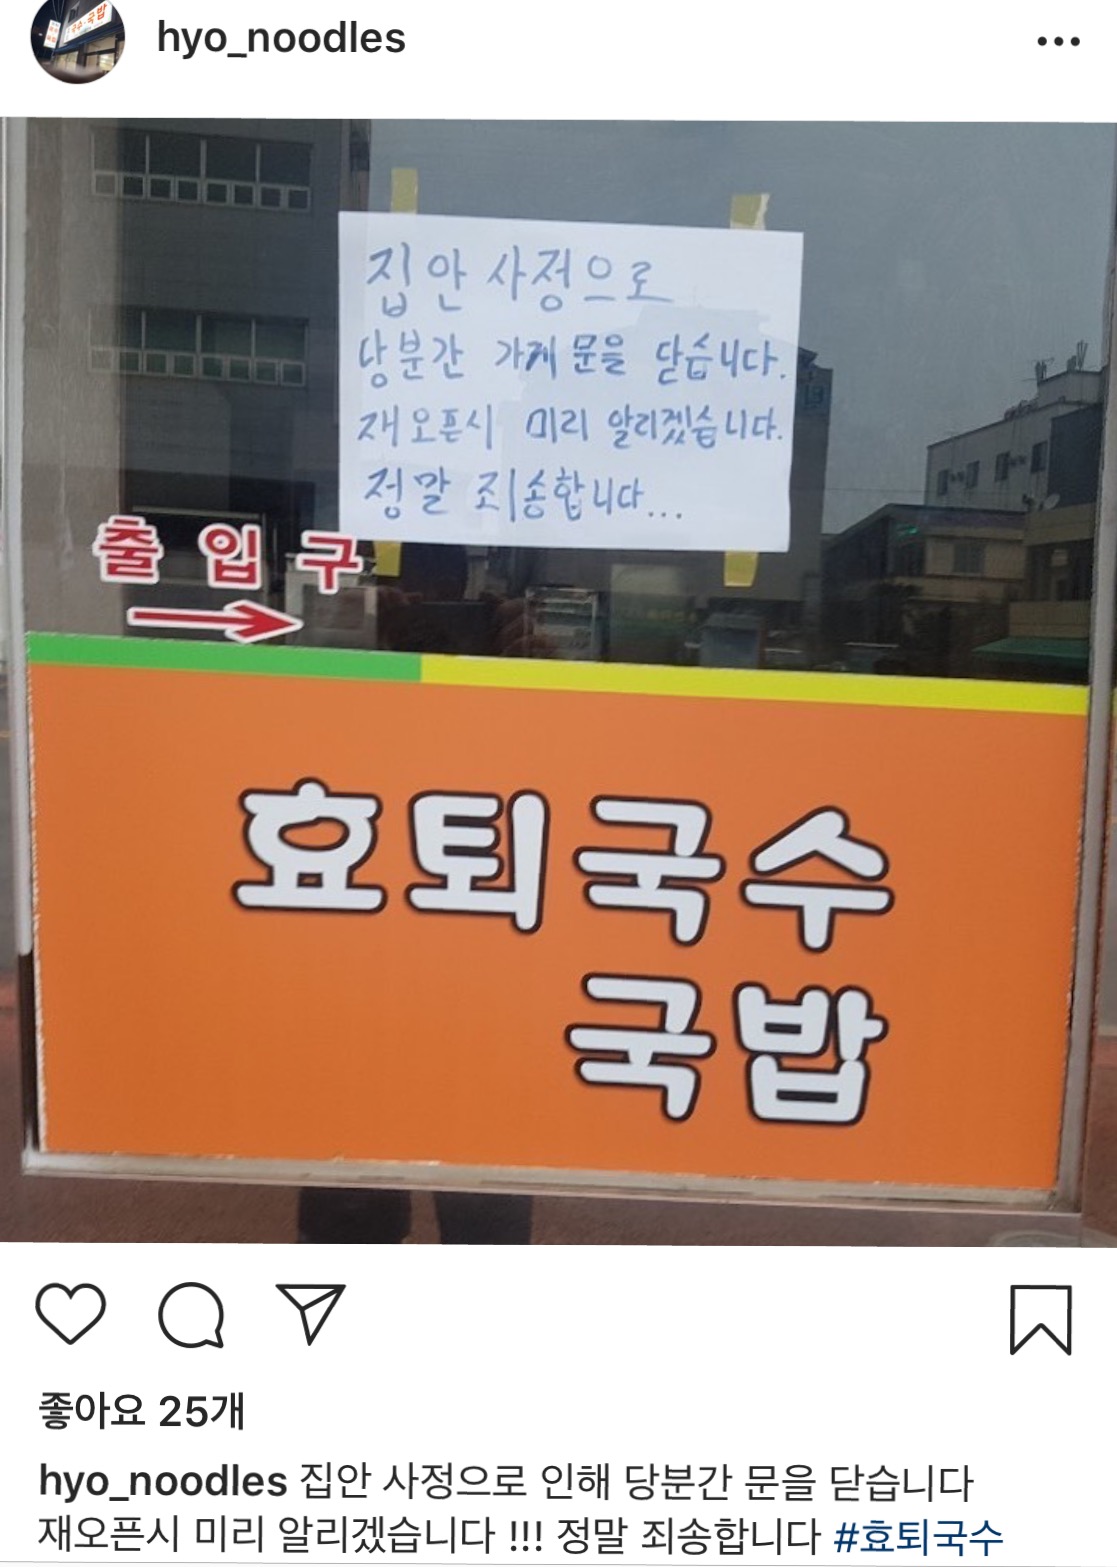 국수·국밥
hyo_noodles
집안 사정으로
당분간 가게 문을 닫습니다.
재오픈시 미리 알리겠습니다.
정말 죄송합니다...
출입구
효퇴국수
국밥
좋아요 25개
hyo_noodles 집안 사정으로 인해 당분간 문을 닫습니다
재오픈시 미리 알리겠습니다 !!! 정말 죄송합니다 #효퇴국수